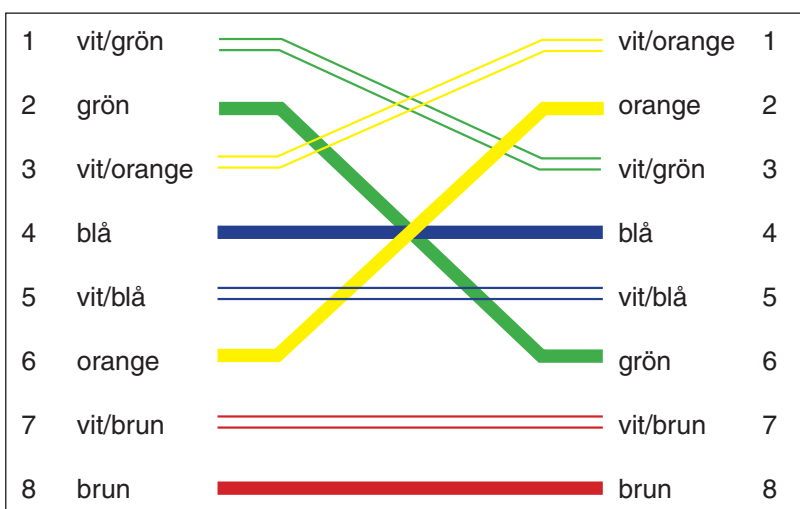 1 vit/grön vit/orange 1
2 grön orange 2
3 vit/orange vit/grön 3
4 blå blå 4
5 vit/blå vit/blå 5
6 orange grön 6
7 vit/brun vit/brun 7
8 brun brun 8